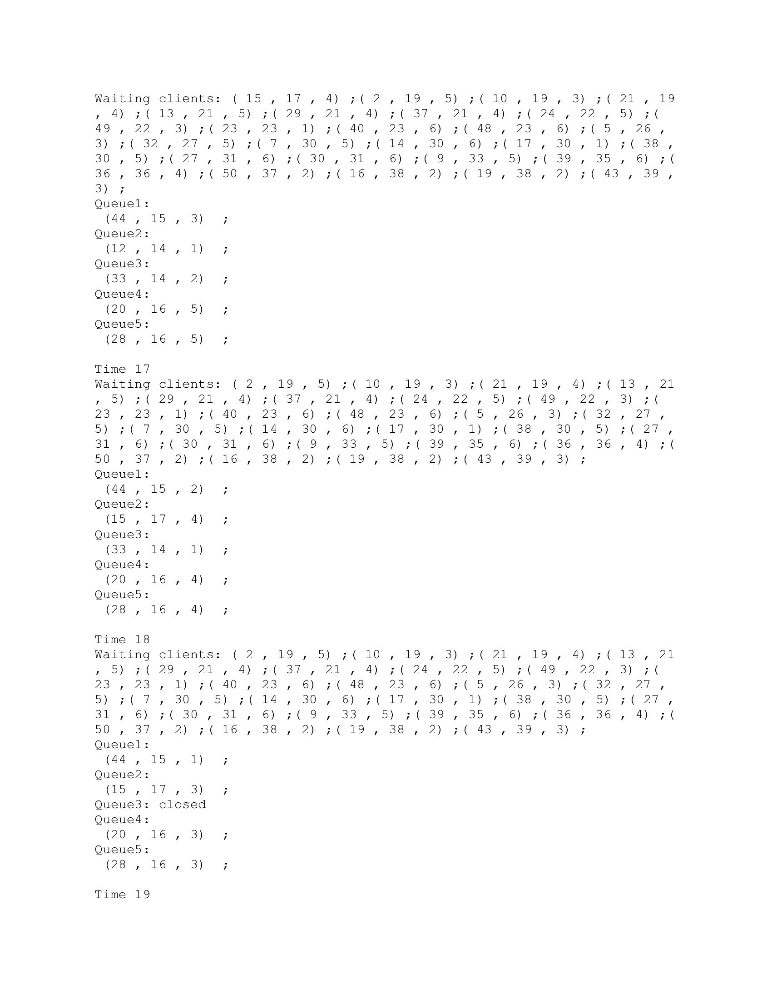 Waiting clients: ( 15 , 17 , 4) ;( 2 , 19 , 5) ;( 10 , 19 , 3) ;( 21 , 19
, 4) ;( 13 , 21 , 5) ;( 29 , 21 , 4) ;( 37 , 21 , 4) ;( 24 , 22 , 5) ;(
49 , 22 , 3) ;( 23 , 23 , 1) ;( 40 , 23 , 6) ;( 48 , 23 , 6) ;( 5 , 26 ,
3) ;( 32 , 27 , 5) ;( 7 , 30 , 5) ;( 14 , 30 , 6) ;( 17 , 30 , 1) ;( 38 ,
30 , 5) ;( 27 , 31 , 6) ;( 30 , 31 , 6) ;( 9 , 33 , 5) ;( 39 , 35 , 6) ;(
36 , 36 , 4) ;( 50 , 37 , 2) ;( 16 , 38 , 2) ;( 19 , 38 , 2) ;( 43 , 39 ,
3) ;
Queue1:
(44 , 15 , 3)  ;
Queue2:
(12 , 14 , 1)  ;
Queue3:
(33 , 14 , 2)  ;
Queue4:
(20 , 16 , 5)  ;
Queue5:
(28 , 16 , 5)  ;
Time 17
Waiting clients: ( 2 , 19 , 5) ;( 10 , 19 , 3) ;( 21 , 19 , 4) ;( 13 , 21
, 5) ;( 29 , 21 , 4) ;( 37 , 21 , 4) ;( 24 , 22 , 5) ;( 49 , 22 , 3) ;(
23 , 23 , 1) ;( 40 , 23 , 6) ;( 48 , 23 , 6) ;( 5 , 26 , 3) ;( 32 , 27 ,
5) ;( 7 , 30 , 5) ;( 14 , 30 , 6) ;( 17 , 30 , 1) ;( 38 , 30 , 5) ;( 27 ,
31 , 6) ;( 30 , 31 , 6) ;( 9 , 33 , 5) ;( 39 , 35 , 6) ;( 36 , 36 , 4) ;(
50 , 37 , 2) ;( 16 , 38 , 2) ;( 19 , 38 , 2) ;( 43 , 39 , 3) ;
Queue1:
(44 , 15 , 2)  ;
Queue2:
(15 , 17 , 4)  ;
Queue3:
(33 , 14 , 1)  ;
Queue4:
(20 , 16 , 4)  ;
Queue5:
(28 , 16 , 4)  ;
Time 18
Waiting clients: ( 2 , 19 , 5) ;( 10 , 19 , 3) ;( 21 , 19 , 4) ;( 13 , 21
, 5) ;( 29 , 21 , 4) ;( 37 , 21 , 4) ;( 24 , 22 , 5) ;( 49 , 22 , 3) ;(
23 , 23 , 1) ;( 40 , 23 , 6) ;( 48 , 23 , 6) ;( 5 , 26 , 3) ;( 32 , 27 ,
5) ;( 7 , 30 , 5) ;( 14 , 30 , 6) ;( 17 , 30 , 1) ;( 38 , 30 , 5) ;( 27 ,
31 , 6) ;( 30 , 31 , 6) ;( 9 , 33 , 5) ;( 39 , 35 , 6) ;( 36 , 36 , 4) ;(
50 , 37 , 2) ;( 16 , 38 , 2) ;( 19 , 38 , 2) ;( 43 , 39 , 3) ;
Queue1:
(44 , 15 , 1)  ;
Queue2:
(15 , 17 , 3)  ;
Queue3: closed
Queue4:
(20 , 16 , 3)  ;
Queue5:
(28 , 16 , 3)  ;
Time 19